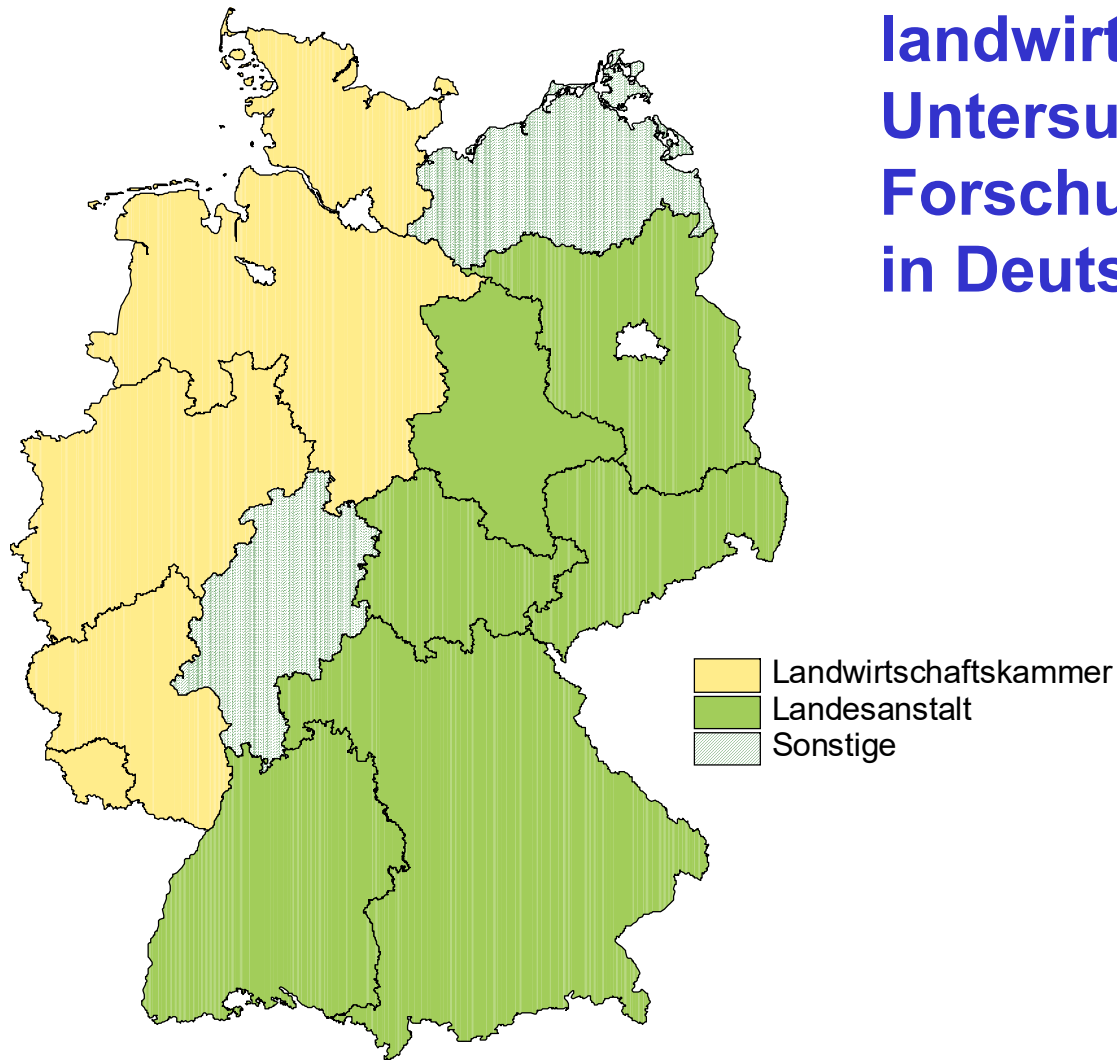 landwirt
Untersu
Forschu
in Deuts
Landwirtschaftskammer
Landesanstalt
Sonstige